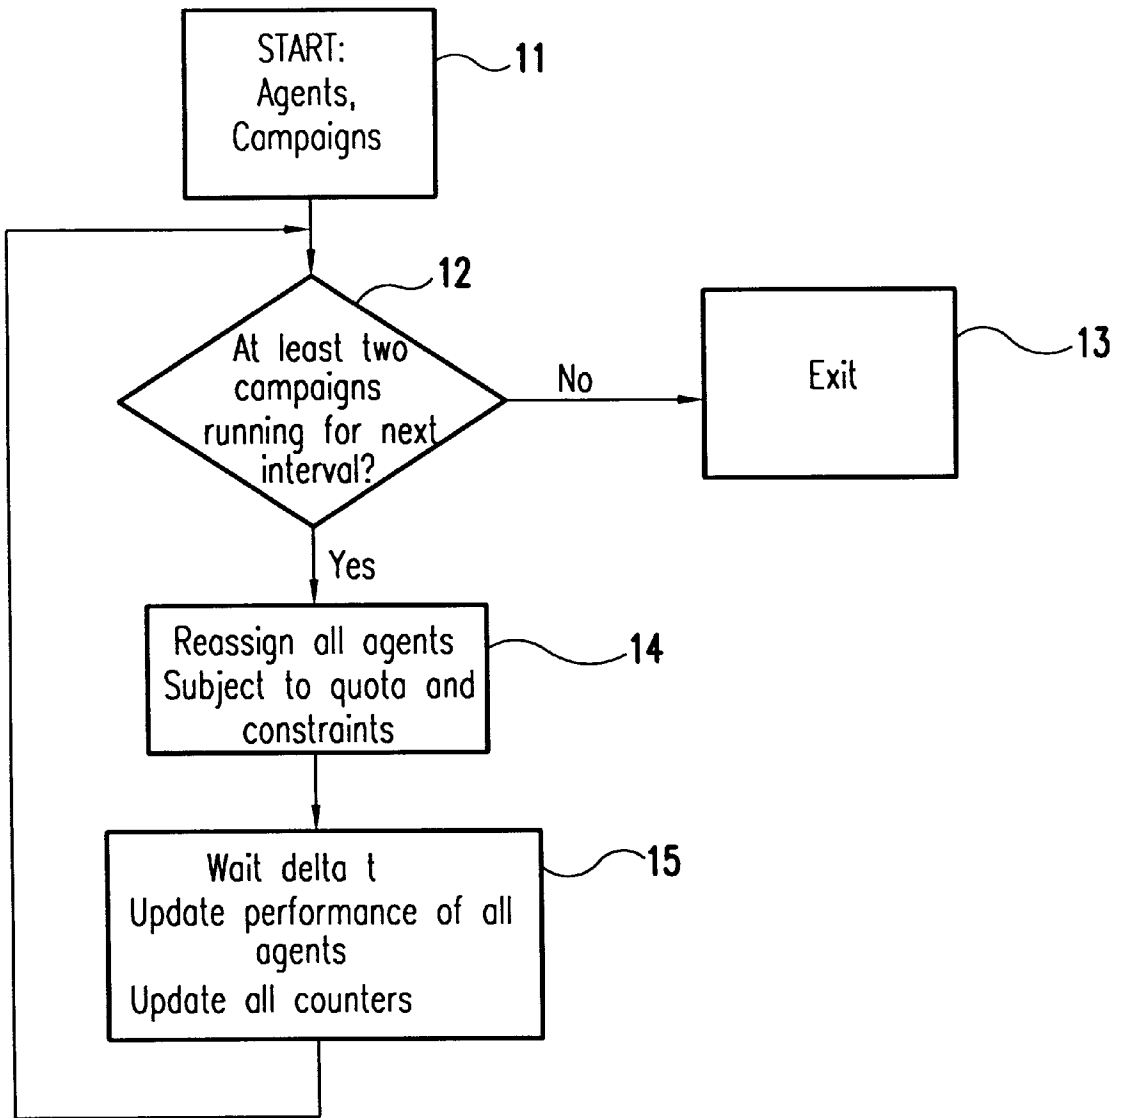 START:
Agents,
Campaigns
11
12
At least two
campaigns
running for next
interval?
No
Exit
13
Yes
Reassign all agents
Subject to quota and
constraints
14
Wait delta t
Update performance of all
agents
Update all counters
15